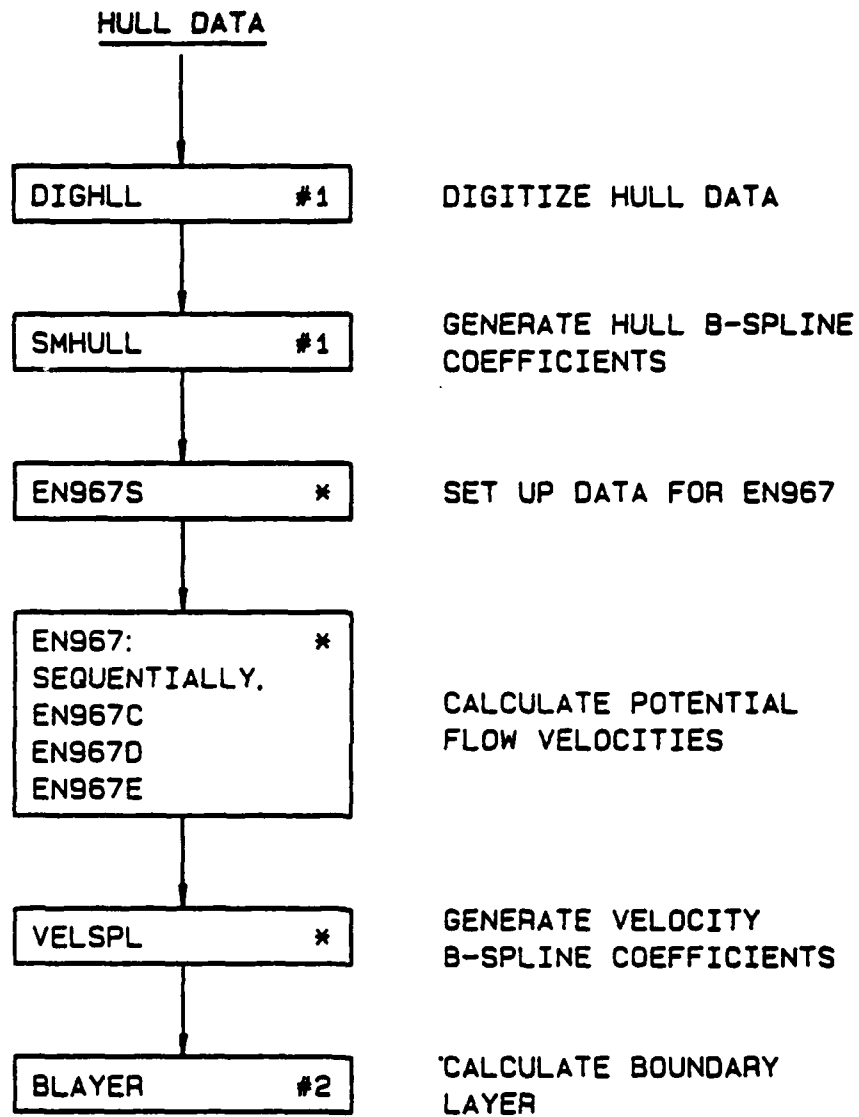 HULL DATA
DIGHLL #1
DIGITIZE HULL DATA
SMHULL #1
GENERATE HULL B-SPLINE
COEFFICIENTS
EN967S *
SET UP DATA FOR EN967
EN967: *
SEQUENTIALLY,
EN967C
EN967D
EN967E
CALCULATE POTENTIAL
FLOW VELOCITIES
VELSPL *
GENERATE VELOCITY
B-SPLINE COEFFICIENTS
BLAYER #2
CALCULATE BOUNDARY
LAYER